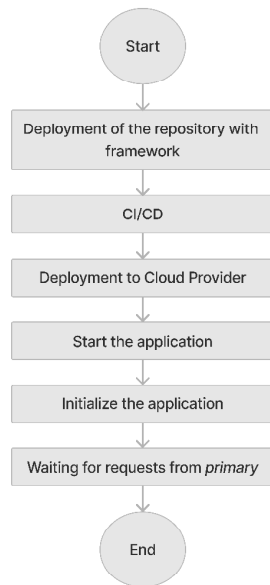 Start
Deployment of the repository with
framework
CI/CD
Deployment to Cloud Provider
Start the application
Initialize the application
Waiting for requests from primary
End